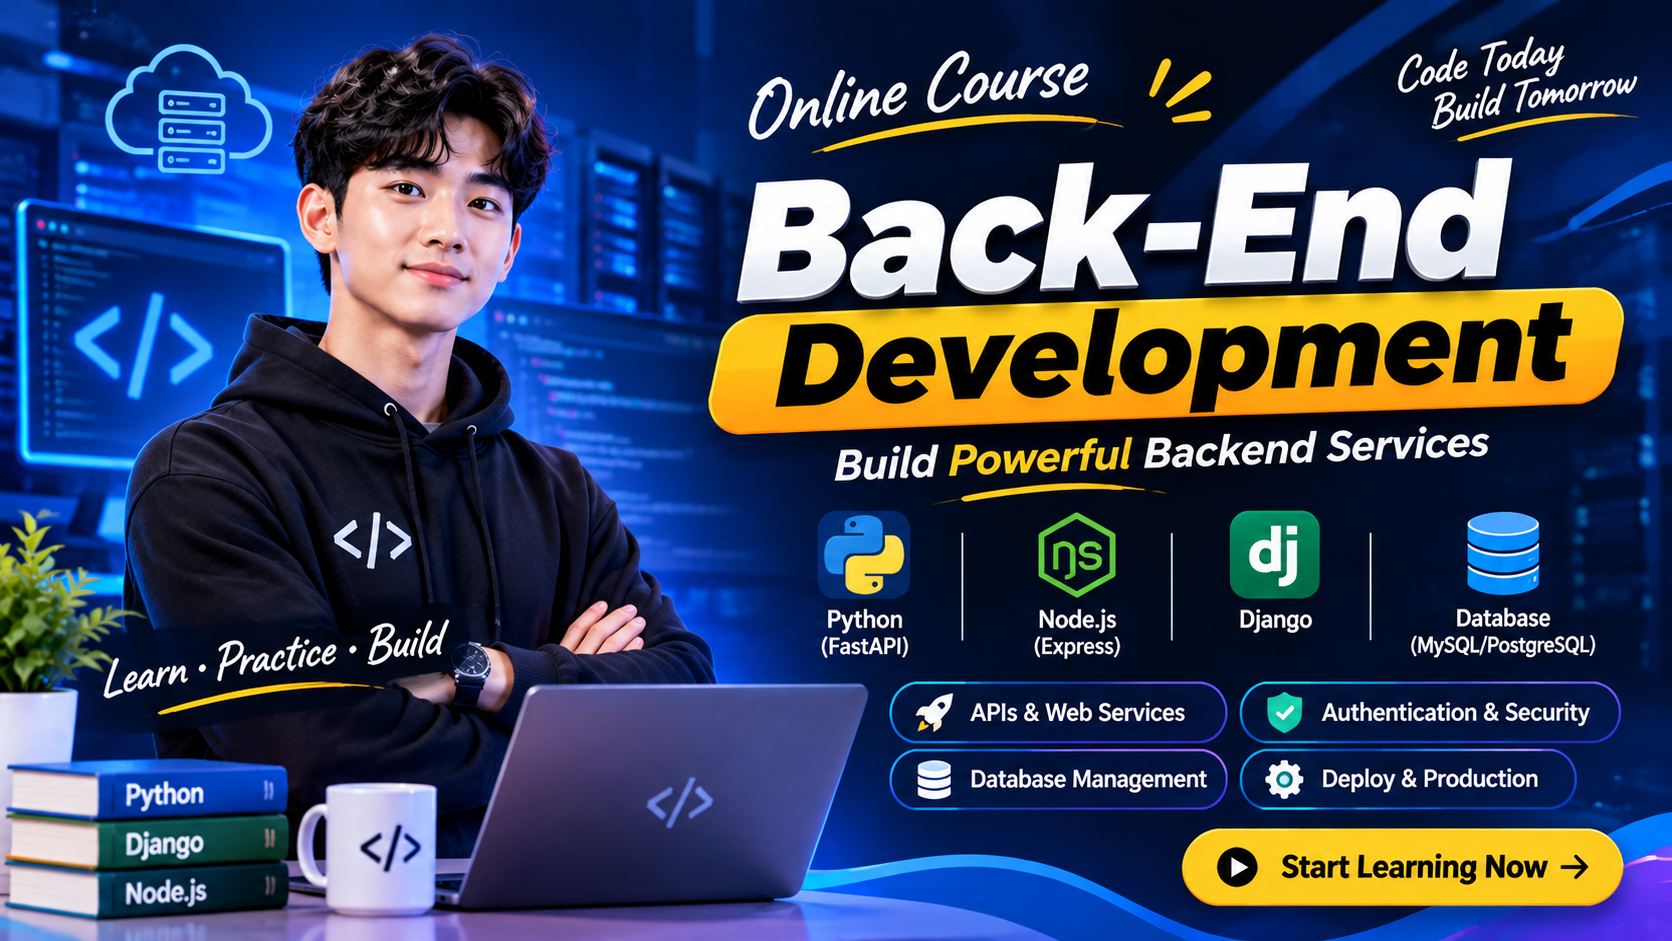 Online Course
Code Today
Build Tomorrow
Back-End
Development
Build Powerful Backend Services
Python
(FastAPI)
Node.js
(Express)
Django
Database
(MySQL/PostgreSQL)
APIs & Web Services
Authentication & Security
Database Management
Deploy & Production
Start Learning Now →
</>
</>
Learn • Practice • Build
Python
Django
Node.js
</>
</>
ns
dj